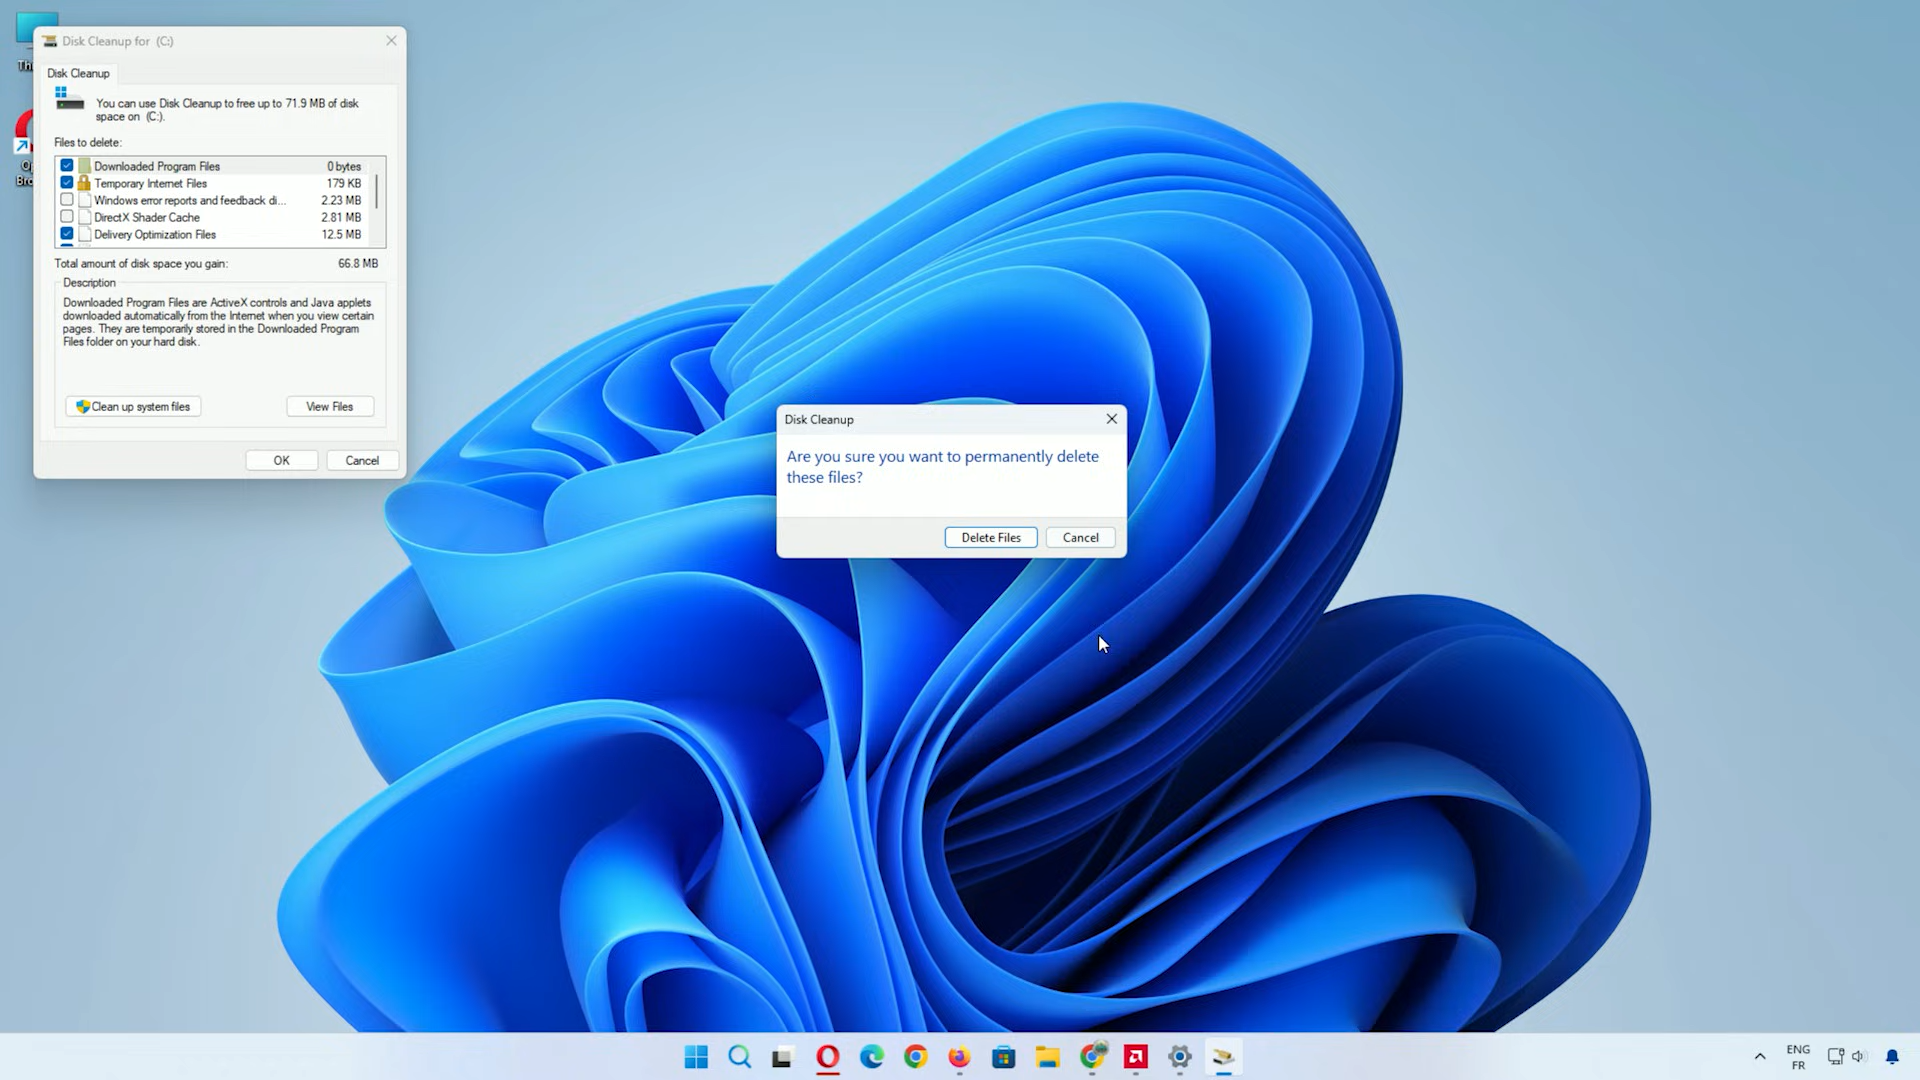 Disk Cleanup for (C:)
Disk Cleanup
You can use Disk Cleanup to free up to 71.9 MB of disk
space on (C:).
Files to delete:
Downloaded Program Files 0 bytes
Temporary Internet Files 179 KB
Windows error reports and feedback di... 2.23 MB
DirectX Shader Cache 2.81 MB
Delivery Optimization Files 12.5 MB
Total amount of disk space you gain: 66.8 MB
Description
Downloaded Program Files are ActiveX controls and Java applets
downloaded automatically from the Internet when you view certain
pages. They are temporarily stored in the Downloaded Program
Files folder on your hard disk.
Clean up system files View Files
OK Cancel
Disk Cleanup
Are you sure you want to permanently delete
these files?
Delete Files Cancel
ENG
FR